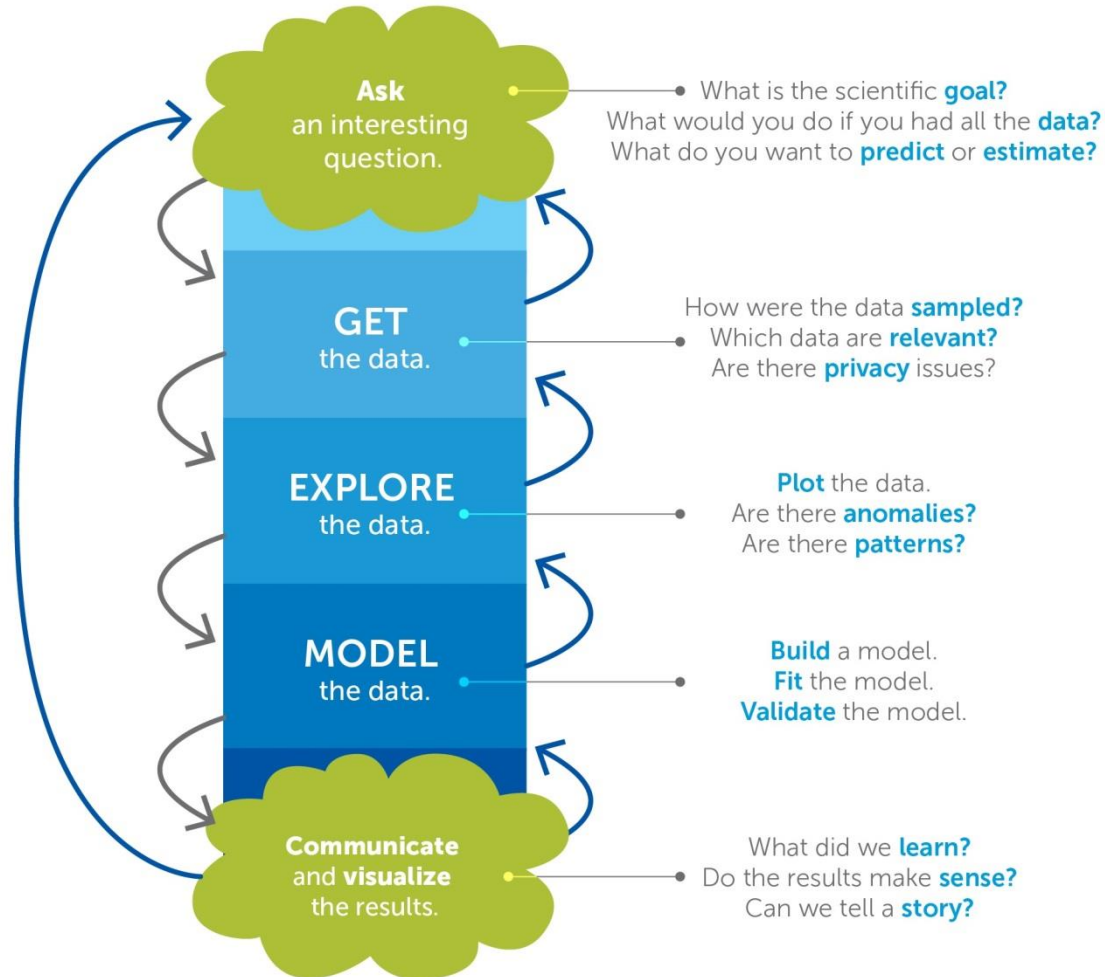 Ask
an interesting
question.
What is the scientific goal?
What would you do if you had all the data?
What do you want to predict or estimate?
GET
the data.
How were the data sampled?
Which data are relevant?
Are there privacy issues?
EXPLORE
the data.
Plot the data.
Are there anomalies?
Are there patterns?
MODEL
the data.
Build a model.
Fit the model.
Validate the model.
Communicate
and visualize
the results.
What did we learn?
Do the results make sense?
Can we tell a story?